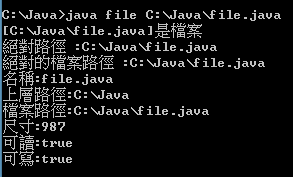 C:\Java>java file C:\Java\file.java
[C:\Java\file.java]是檔案
絕對路徑 :C:\Java\file.java
絕對的檔案路徑 :C:\Java\file.java
名稱:file.java
上層路徑:C:\Java
檔案路徑:C:\Java\file.java
尺寸:987
可讀:true
可寫:true